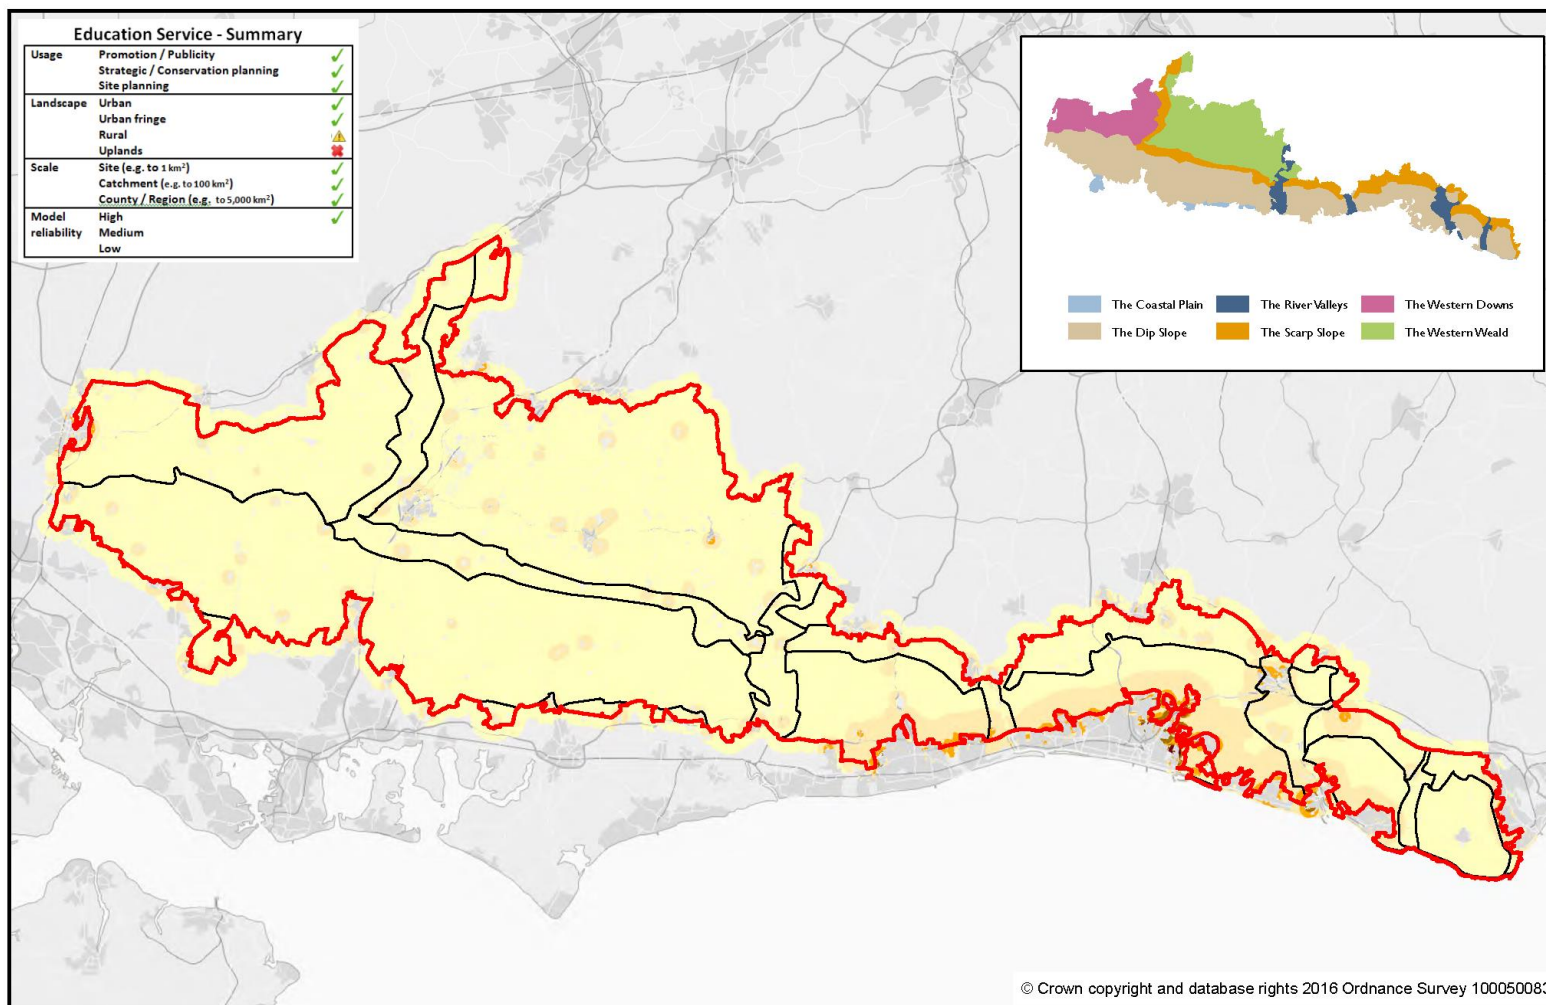 Education Service - Summary
Usage Promotion / Publicity ✓
Strategic / Conservation planning ✓
Site planning ✓
Landscape Urban ✓
Urban fringe ✓
Rural ⚠
Uplands ✖
Scale Site (e.g. to 1 km²) ✓
Catchment (e.g. to 100 km²) ✓
County / Region (e.g. to 5,000 km²) ✓
Model High ✓
reliability Medium
Low
The Coastal Plain The River Valleys The Western Downs
The Dip Slope The Scarp Slope The Western Weald
© Crown copyright and database rights 2016 Ordnance Survey 100050083